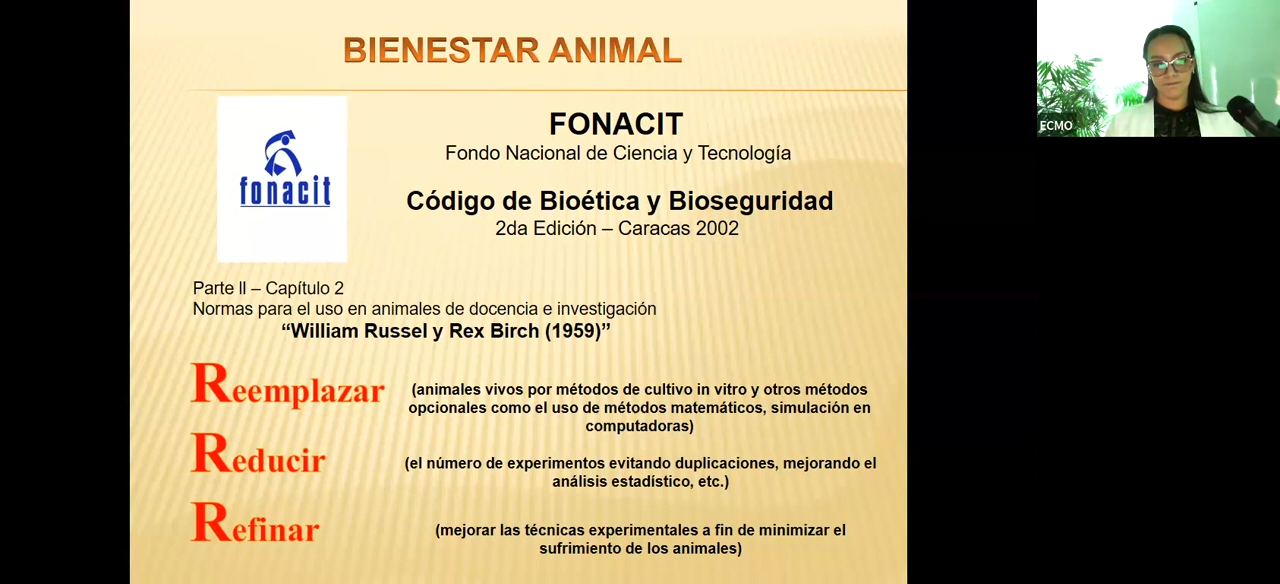 BIENESTAR ANIMAL
fonacit
FONACIT
Fondo Nacional de Ciencia y Tecnología
Código de Bioética y Bioseguridad
2da Edición – Caracas 2002
ECMO
Parte II – Capítulo 2
Normas para el uso en animales de docencia e investigación
“William Russel y Rex Birch (1959)”
Reemplazar
(animales vivos por métodos de cultivo in vitro y otros métodos
opcionales como el uso de métodos matemáticos, simulación en
computadoras)
Reducir
(el número de experimentos evitando duplicaciones, mejorando el
análisis estadístico, etc.)
Refinar
(mejorar las técnicas experimentales a fin de minimizar el
sufrimiento de los animales)